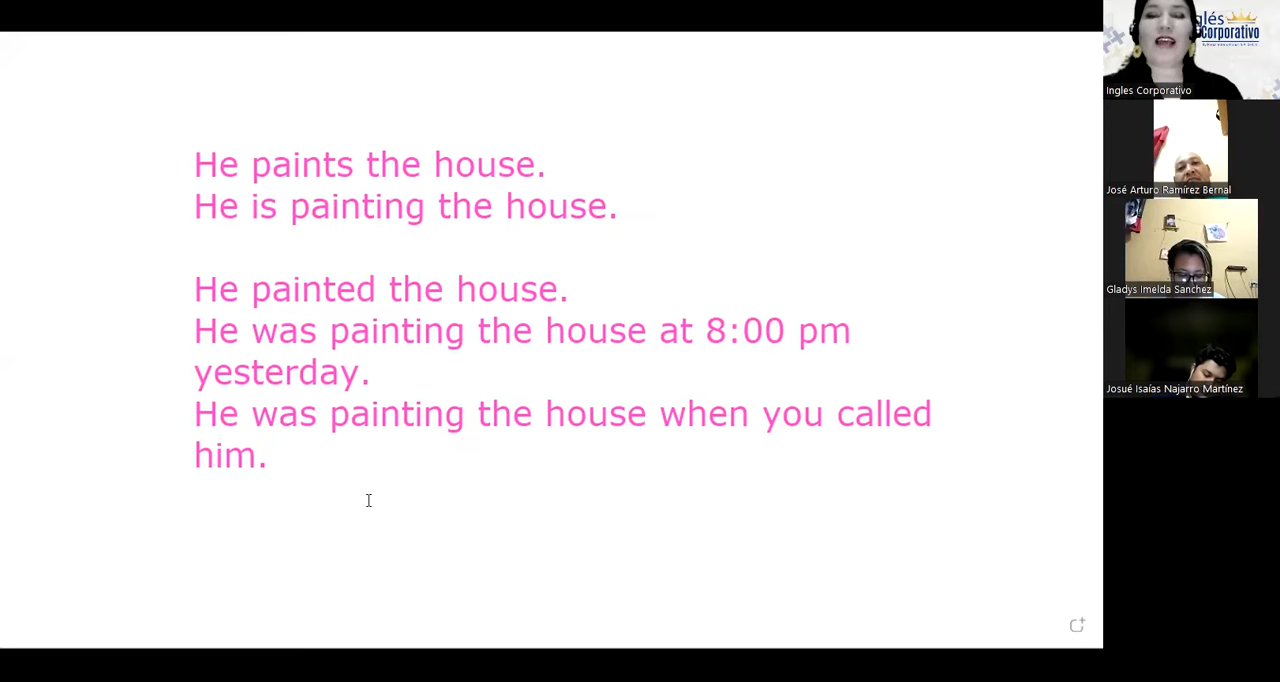 He paints the house.
He is painting the house.
He painted the house.
He was painting the house at 8:00 pm
yesterday.
He was painting the house when you called
him.
glés
Corporativo
Ingles Corporativo
José Arturo Ramírez Bernal
Gladys Imelda Sanchez
Josué Isaías Najarro Martínez